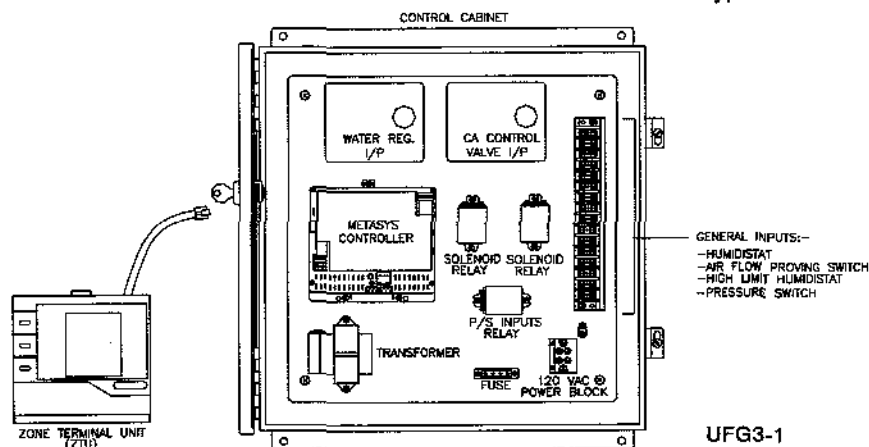 CONTROL CABINET
WATER REG.
I/P
CA CONTROL
VALVE I/P
METASYS
CONTROLLER
SOLENOID
RELAY
SOLENOID
RELAY
P/S INPUTS
RELAY
TRANSFORMER
FUSE
120 VAC
POWER BLOCK
GENERAL INPUTS:-
-HUMIDISTAT
-AIR FLOW PROVING SWITCH
-HIGH LIMIT HUMIDISTAT
-PRESSURE SWITCH
ZONE TERMINAL UNIT
(ZTU)
UFG3-1